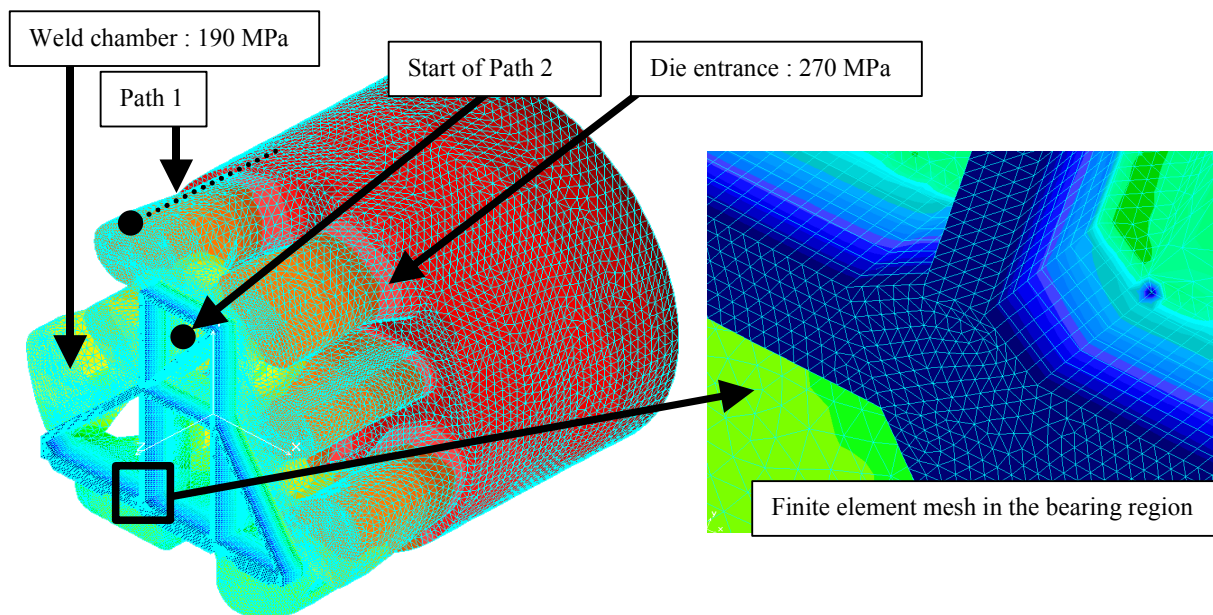 Weld chamber : 190 MPa
Path 1
Start of Path 2
Die entrance : 270 MPa
Finite element mesh in the bearing region